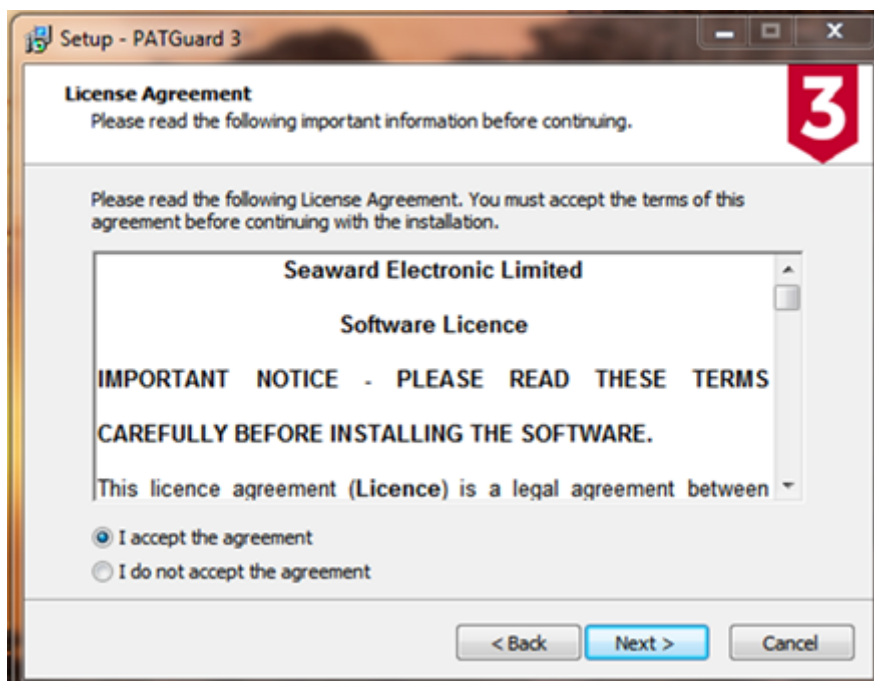 Setup - PATGuard 3
License Agreement
Please read the following important information before continuing.
3
Please read the following License Agreement. You must accept the terms of this
agreement before continuing with the installation.
Seaward Electronic Limited
Software Licence
IMPORTANT NOTICE - PLEASE READ THESE TERMS
CAREFULLY BEFORE INSTALLING THE SOFTWARE.
This licence agreement (Licence) is a legal agreement between
I accept the agreement
I do not accept the agreement
< Back Next > Cancel